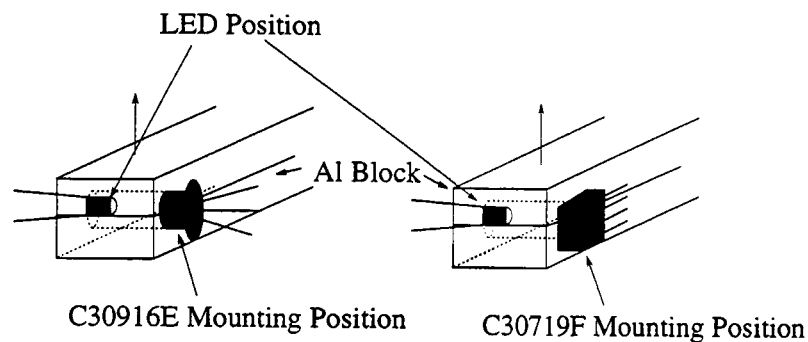 LED Position
Al Block
C30916E Mounting Position
C30719F Mounting Position